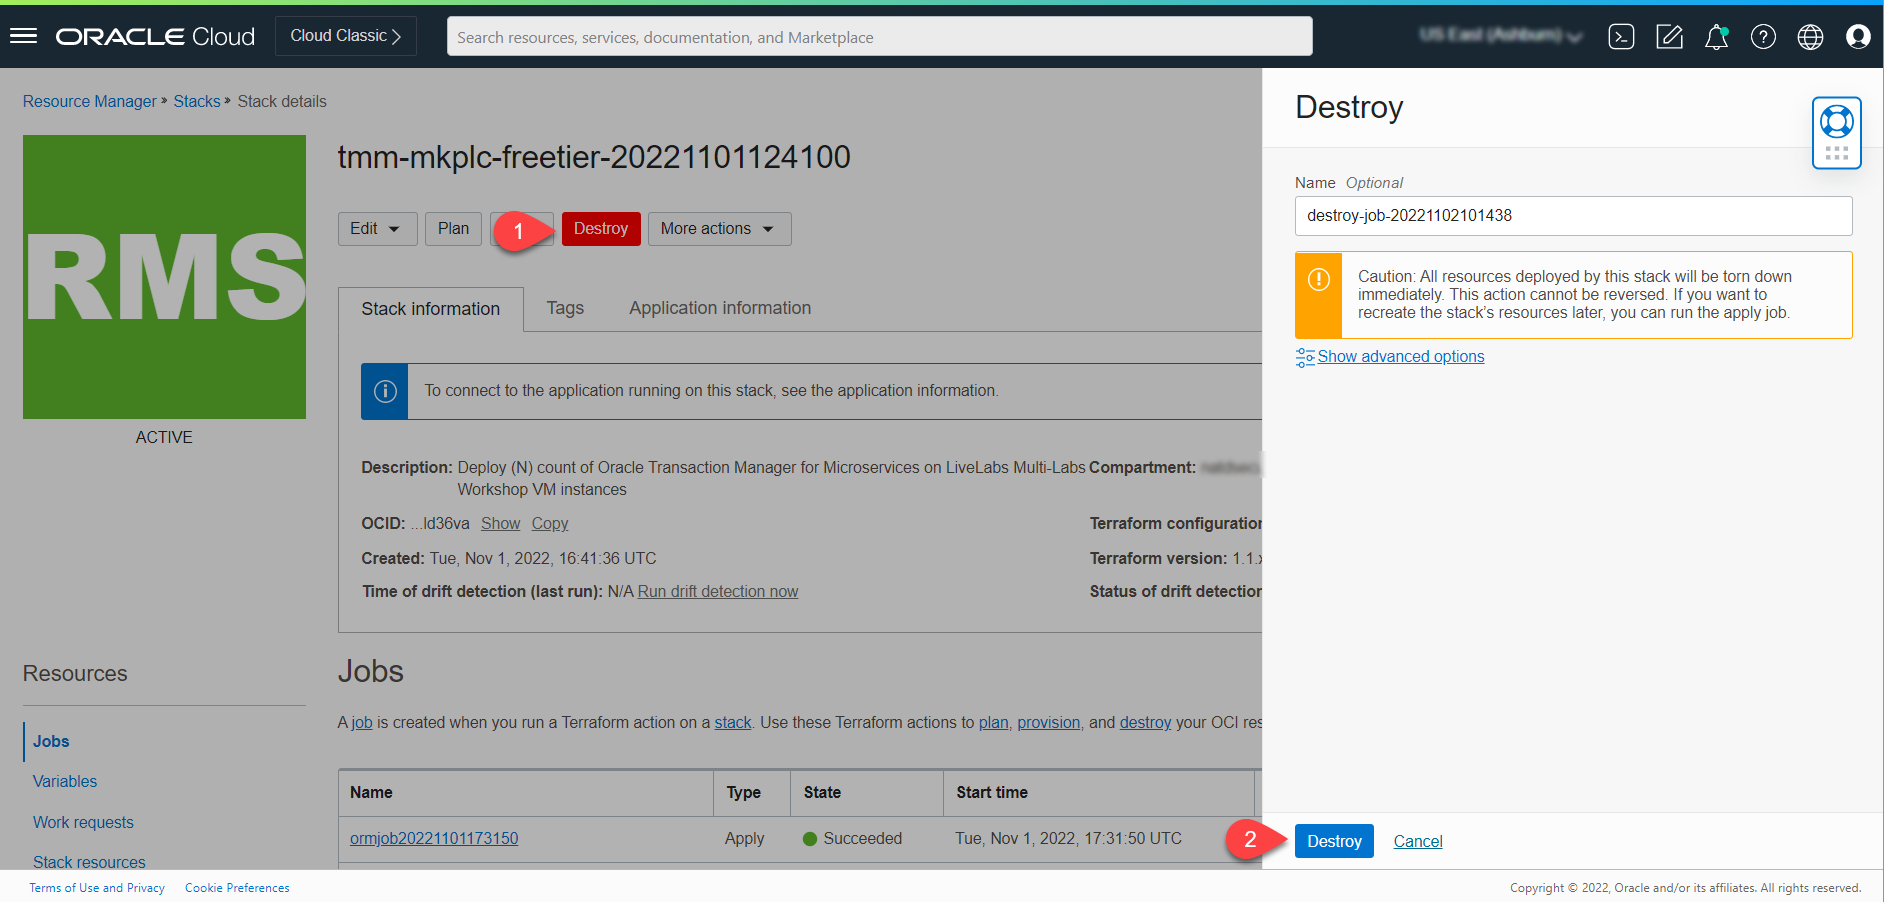 ORACLE Cloud
Cloud Classic
Search resources, services, documentation, and Marketplace
US East (Ashburn)
Resource Manager » Stacks » Stack details
RMS
ACTIVE
tmm-mkplc-freetier-20221101124100
Edit
Plan
1
Destroy
More actions
Stack information
Tags
Application information
To connect to the application running on this stack, see the application information.
Description: Deploy (N) count of Oracle Transaction Manager for Microservices on LiveLabs Multi-Labs
Workshop VM instances
Compartment:
OCID: ...ld36va Show Copy
Terraform configuration
Created: Tue, Nov 1, 2022, 16:41:36 UTC
Terraform version: 1.1.x
Time of drift detection (last run): N/A Run drift detection now
Status of drift detection
Resources
Jobs
Variables
Work requests
Stack resources
Jobs
A job is created when you run a Terraform action on a stack. Use these Terraform actions to plan, provision, and destroy your OCI res
Name Type State Start time
ormjob20221101173150 Apply Succeeded Tue, Nov 1, 2022, 17:31:50 UTC
Destroy
Name Optional
destroy-job-20221102101438
Caution: All resources deployed by this stack will be torn down
immediately. This action cannot be reversed. If you want to
recreate the stack's resources later, you can run the apply job.
Show advanced options
2
Destroy
Cancel
Terms of Use and Privacy
Cookie Preferences
Copyright © 2022, Oracle and/or its affiliates. All rights reserved.